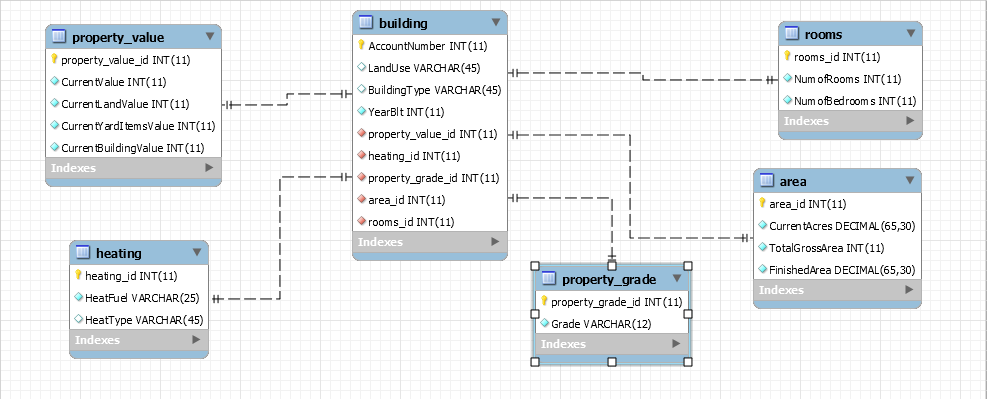 property_value
property_value_id INT(11)
CurrentValue INT(11)
CurrentLandValue INT(11)
CurrentYardItemsValue INT(11)
CurrentBuildingValue INT(11)
Indexes
building
AccountNumber INT(11)
LandUse VARCHAR(45)
BuildingType VARCHAR(45)
YearBlt INT(11)
property_value_id INT(11)
heating_id INT(11)
property_grade_id INT(11)
area_id INT(11)
rooms_id INT(11)
Indexes
rooms
rooms_id INT(11)
NumofRooms INT(11)
NumofBedrooms INT(11)
Indexes
area
area_id INT(11)
CurrentAcres DECIMAL(65,30)
TotalGrossArea INT(11)
FinishedArea DECIMAL(65,30)
Indexes
heating
heating_id INT(11)
HeatFuel VARCHAR(25)
HeatType VARCHAR(45)
Indexes
property_grade
property_grade_id INT(11)
Grade VARCHAR(12)
Indexes